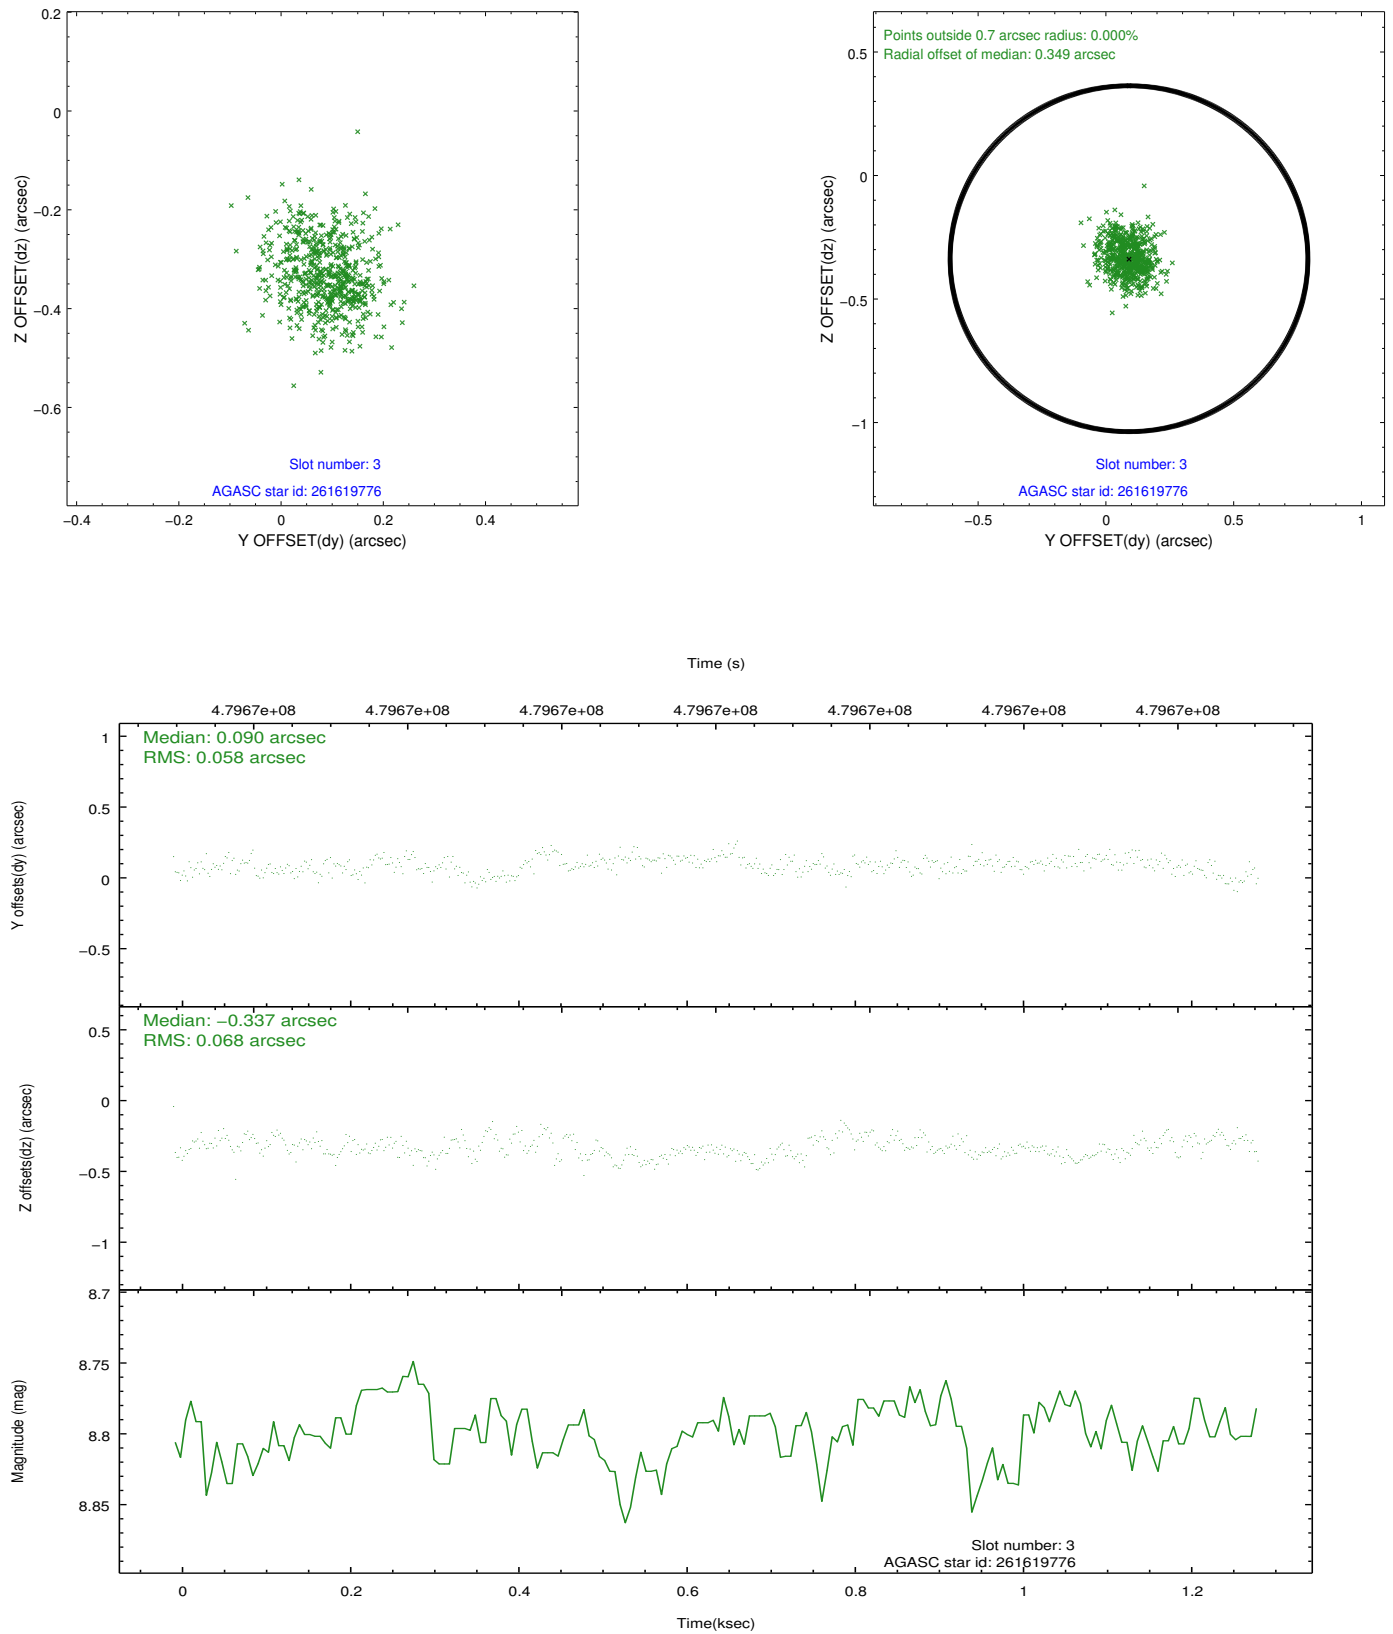 0.2
0
−0.2
−0.4
−0.6
Z OFFSET(dz) (arcsec)
Slot number: 3
AGASC star id: 261619776
−0.4 −0.2 0 0.2 0.4
Y OFFSET(dy) (arcsec)
Points outside 0.7 arcsec radius: 0.000%
Radial offset of median: 0.349 arcsec
0.5
0
−0.5
−1
Z OFFSET(dz) (arcsec)
Slot number: 3
AGASC star id: 261619776
−0.5 0 0.5 1
Y OFFSET(dy) (arcsec)
Time (s)
4.7967e+08 4.7967e+08 4.7967e+08 4.7967e+08 4.7967e+08 4.7967e+08 4.7967e+08
Median: 0.090 arcsec
RMS: 0.058 arcsec
1
0.5
0
−0.5
Y offsets(dy) (arcsec)
Median: −0.337 arcsec
RMS: 0.068 arcsec
0.5
0
−0.5
−1
Z offsets(dz) (arcsec)
8.7
8.75
8.8
8.85
Magnitude (mag)
Slot number: 3
AGASC star id: 261619776
0 0.2 0.4 0.6 0.8 1 1.2
Time(ksec)